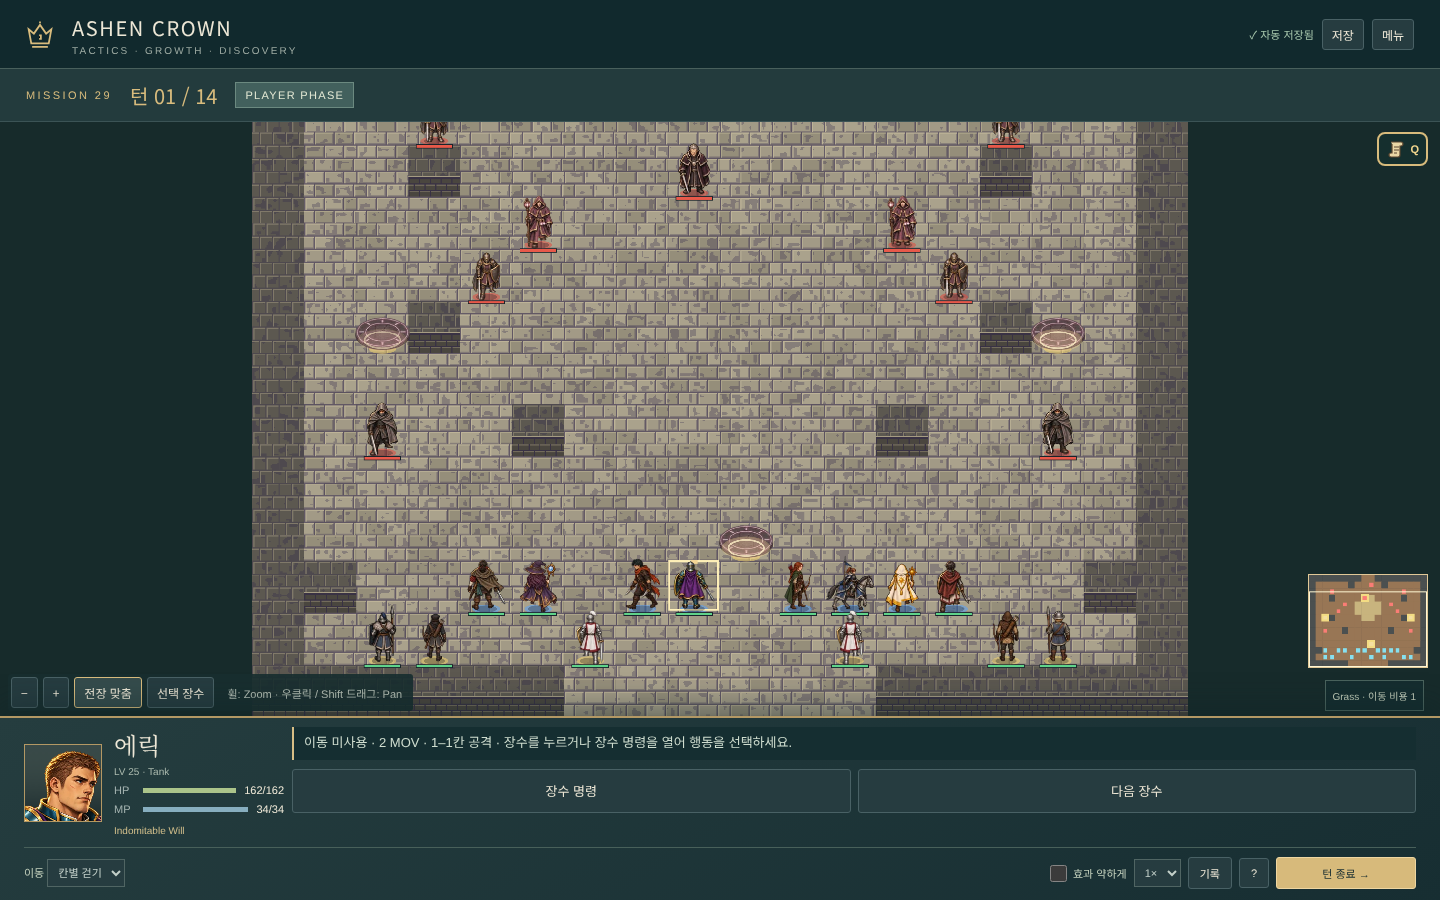 ASHEN CROWN
TACTICS · GROWTH · DISCOVERY
✓ 자동 저장됨
저장
메뉴
MISSION 29
턴 01 / 14
PLAYER PHASE
Q
−
+
전장 맞춤
선택 장수
휠: Zoom · 우클릭 / Shift 드래그: Pan
Grass · 이동 비용 1
에릭
LV 25 · Tank
HP 162/162
MP 34/34
Indomitable Will
이동 미사용 · 2 MOV · 1–1칸 공격 · 장수를 누르거나 장수 명령을 열어 행동을 선택하세요.
장수 명령
다음 장수
이동
칸별 걷기
효과 약하게
1×
기록
?
턴 종료 →